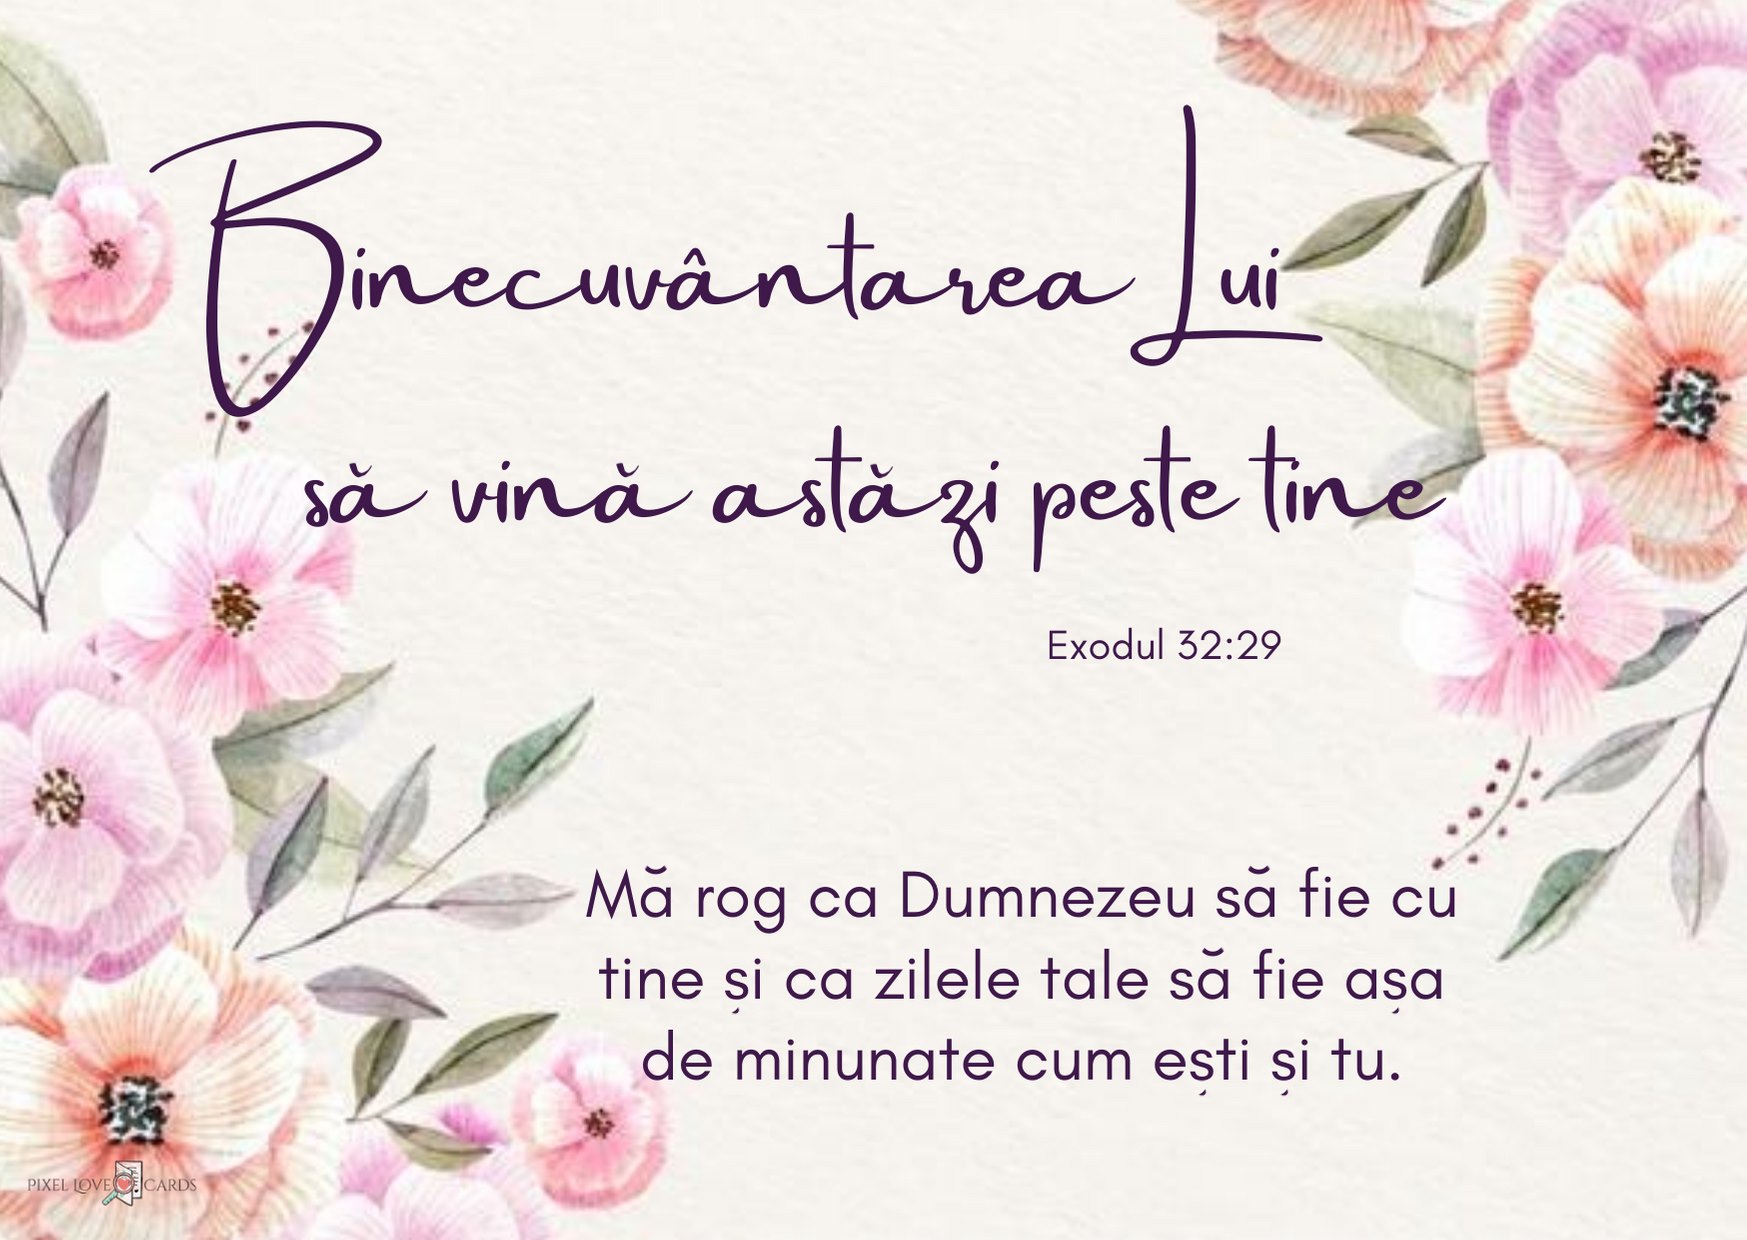 Binecuvântarea Lui
să vină astăzi peste tine
Exodul 32:29
Mă rog ca Dumnezeu să fie cu
tine și ca zilele tale să fie așa
de minunate cum ești și tu.
PIXEL LOVE CARDS